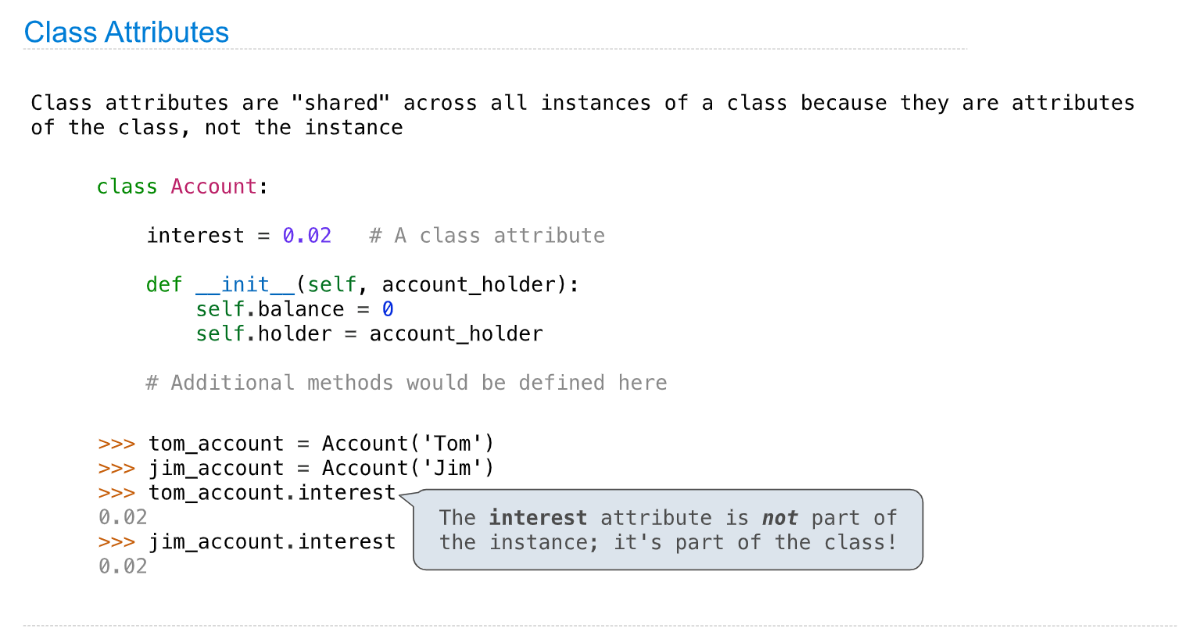 Class Attributes
Class attributes are "shared" across all instances of a class because they are attributes
of the class, not the instance
class Account:
interest = 0.02   # A class attribute
def __init__(self, account_holder):
self.balance = 0
self.holder = account_holder
# Additional methods would be defined here
>>> tom_account = Account('Tom')
>>> jim_account = Account('Jim')
>>> tom_account.interest
0.02
>>> jim_account.interest
0.02
The interest attribute is not part of
the instance; it's part of the class!